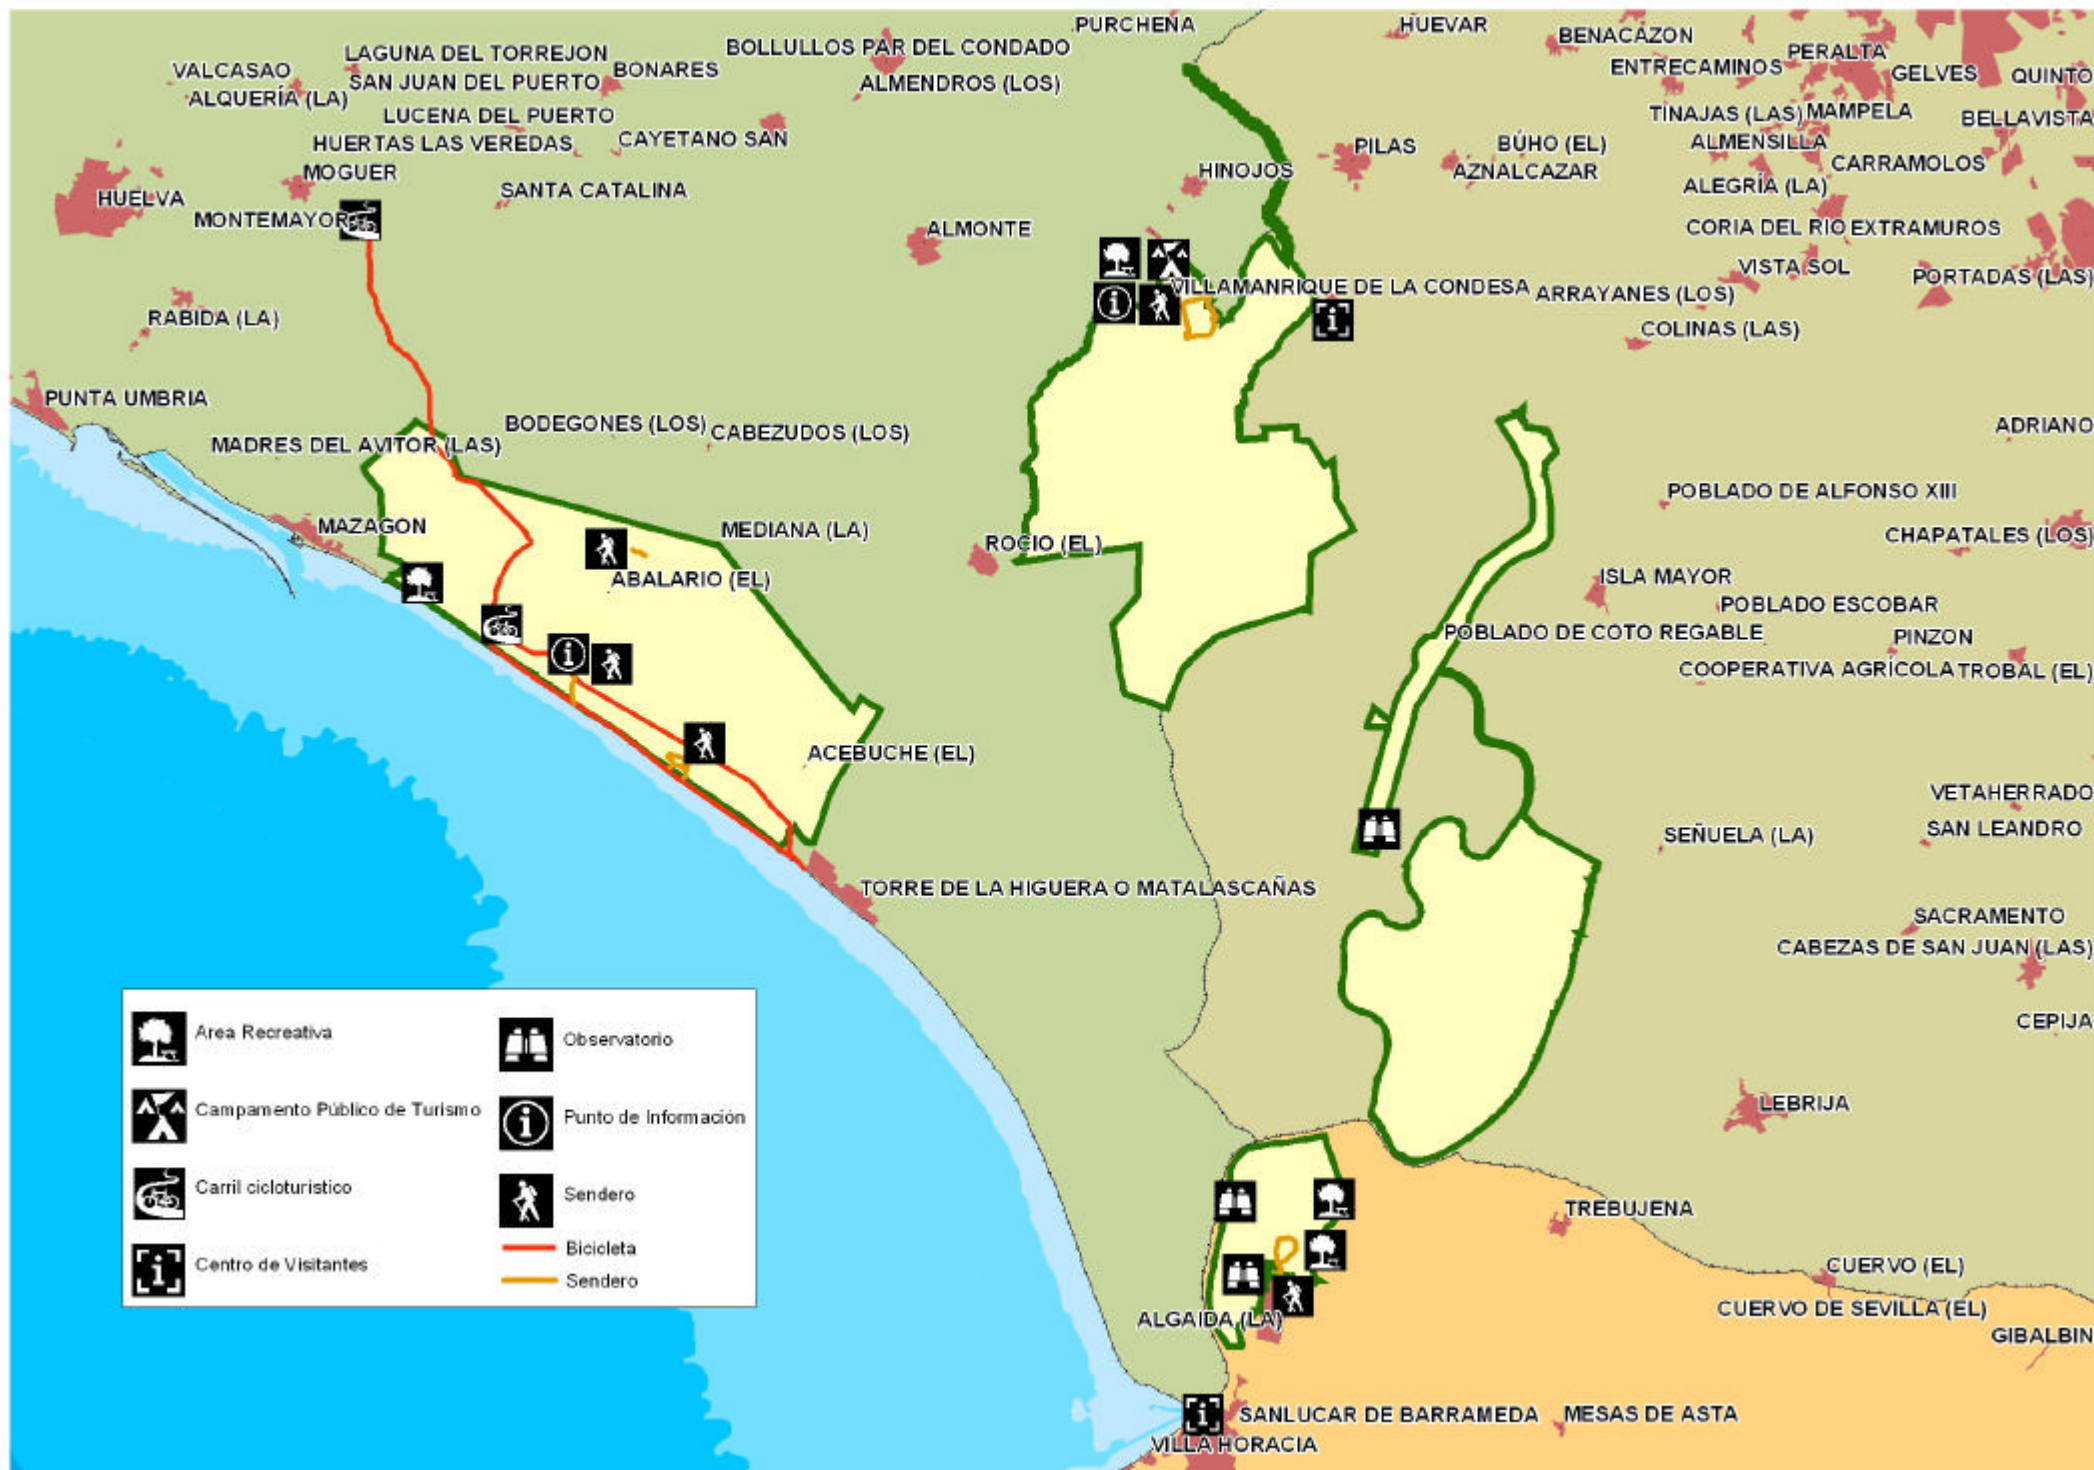 PURCHENA
HUEVAR
BENACAZON
BOLLULLOS PAR DEL CONDADO
LAGUNA DEL TORREJON
PERALTA
VALCASAO
BONARES
ENTRECAMINOS
GELVES
QUINTO
SAN JUAN DEL PUERTO
ALMENDROS (LOS)
ALQUERÍA (LA)
LUCENA DEL PUERTO
TINAJAS (LAS)
MAMPELA
BELLAVISTA
HUERTAS LAS VEREDAS
CAYETANO SAN
PILAS
BÚHO (EL)
ALMENSILLA
CARRAMOLOS
MOGUER
HINOJOS
AZNALCAZAR
ALEGRÍA (LA)
HUELVA
SANTA CATALINA
MONTEMAYOR
ALMONTE
CORIA DEL RIO
EXTRAMUROS
VISTA SOL
PORTADAS (LAS)
VILLAMANRIQUE DE LA CONDESA
ARRAYANES (LOS)
RABIDA (LA)
COLINAS (LAS)
PUNTA UMBRIA
BODEGONES (LOS)
CABEZUDOS (LOS)
ADRIANO
MADRES DEL AVITOR (LAS)
POBLADO DE ALFONSO XIII
MAZAGON
MEDIANA (LA)
ROCIO (EL)
CHAPATALES (LOS)
ABALARIO (EL)
ISLA MAYOR
POBLADO ESCOBAR
POBLADO DE COTO REGABLE
PINZON
COOPERATIVA AGRÍCOLA
TROBAL (EL)
ACEBUCHE (EL)
VETAHERRADO
SEÑUELA (LA)
SAN LEANDRO
TORRE DE LA HIGUERA O MATALASCAÑAS
SACRAMENTO
CABEZAS DE SAN JUAN (LAS)
CEPIJA
LEBRIJA
TREBUJENA
CUERVO (EL)
CUERVO DE SEVILLA (EL)
ALGAIDA (LA)
GIBALBIN
SANLUCAR DE BARRAMEDA
MESAS DE ASTA
VILLA HORACIA
Area Recreativa
Campamento Público de Turismo
Carril cicloturistico
Centro de Visitantes
Observatorio
Punto de Información
Sendero
Bicicleta
Sendero